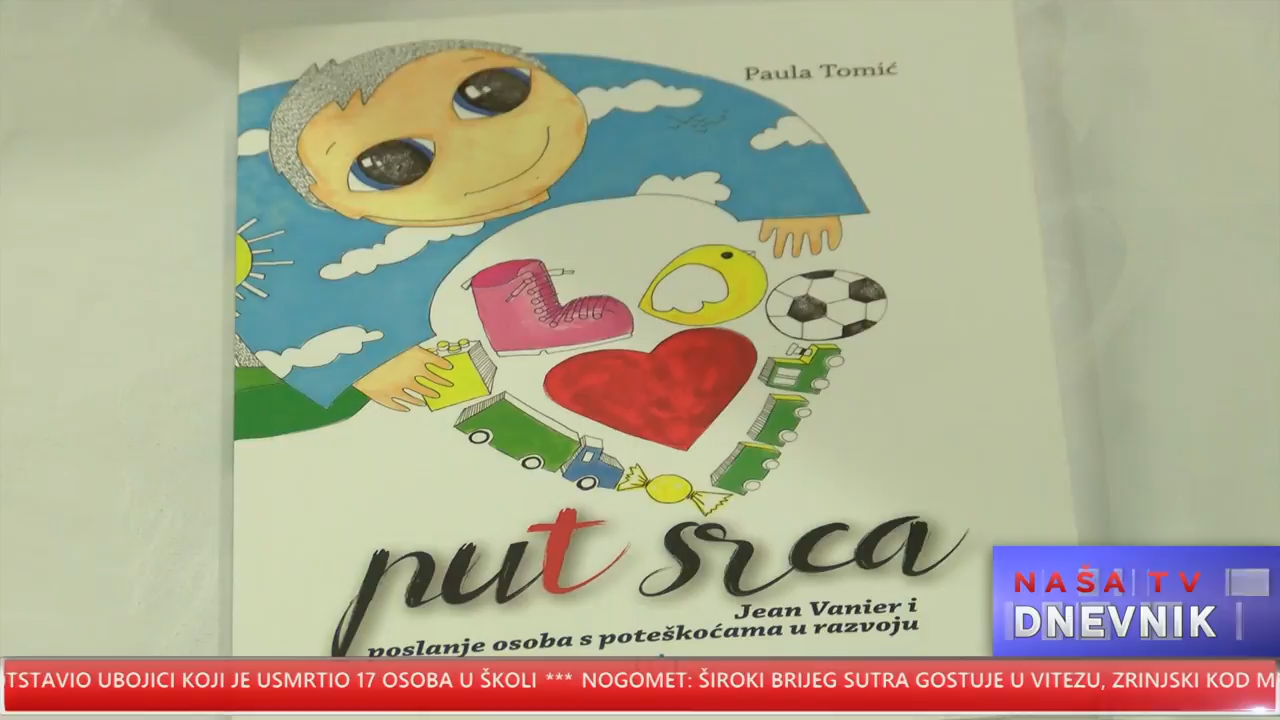 Paula Tomić
put srca
Jean Vanier i
poslanje osoba s poteškoćama u razvoju
NAŠA TV
DNEVNIK
TSTAVIO UBOJICI KOJI JE USMRTIO 17 OSOBA U ŠKOLI *** NOGOMET: ŠIROKI BRIJEG SUTRA GOSTUJE U VITEZU, ZRINJSKI KOD M